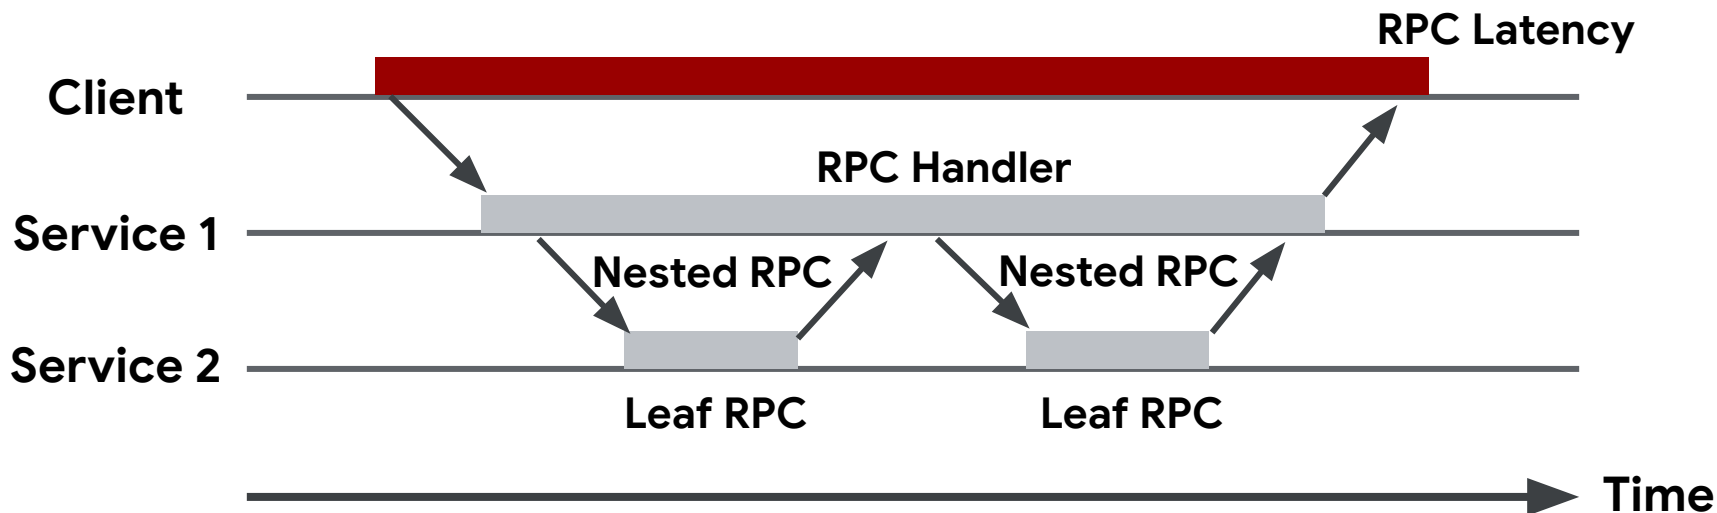 RPC Latency
Client
RPC Handler
Service 1
Nested RPC
Nested RPC
Service 2
Leaf RPC
Leaf RPC
Time